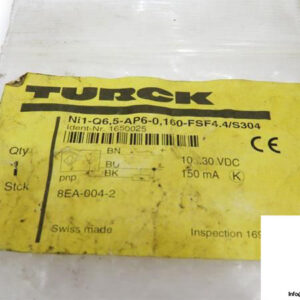 TURCK
Ni1-Q6,5-AP6-0,160-FSF4.4/S304
Ident-Nr. 1650025
Qty
1
Stck
BN
BU
BK
pnp
10...30 VDC
150 mA K
CE
8EA-004-2
Swiss made
Inspection 169